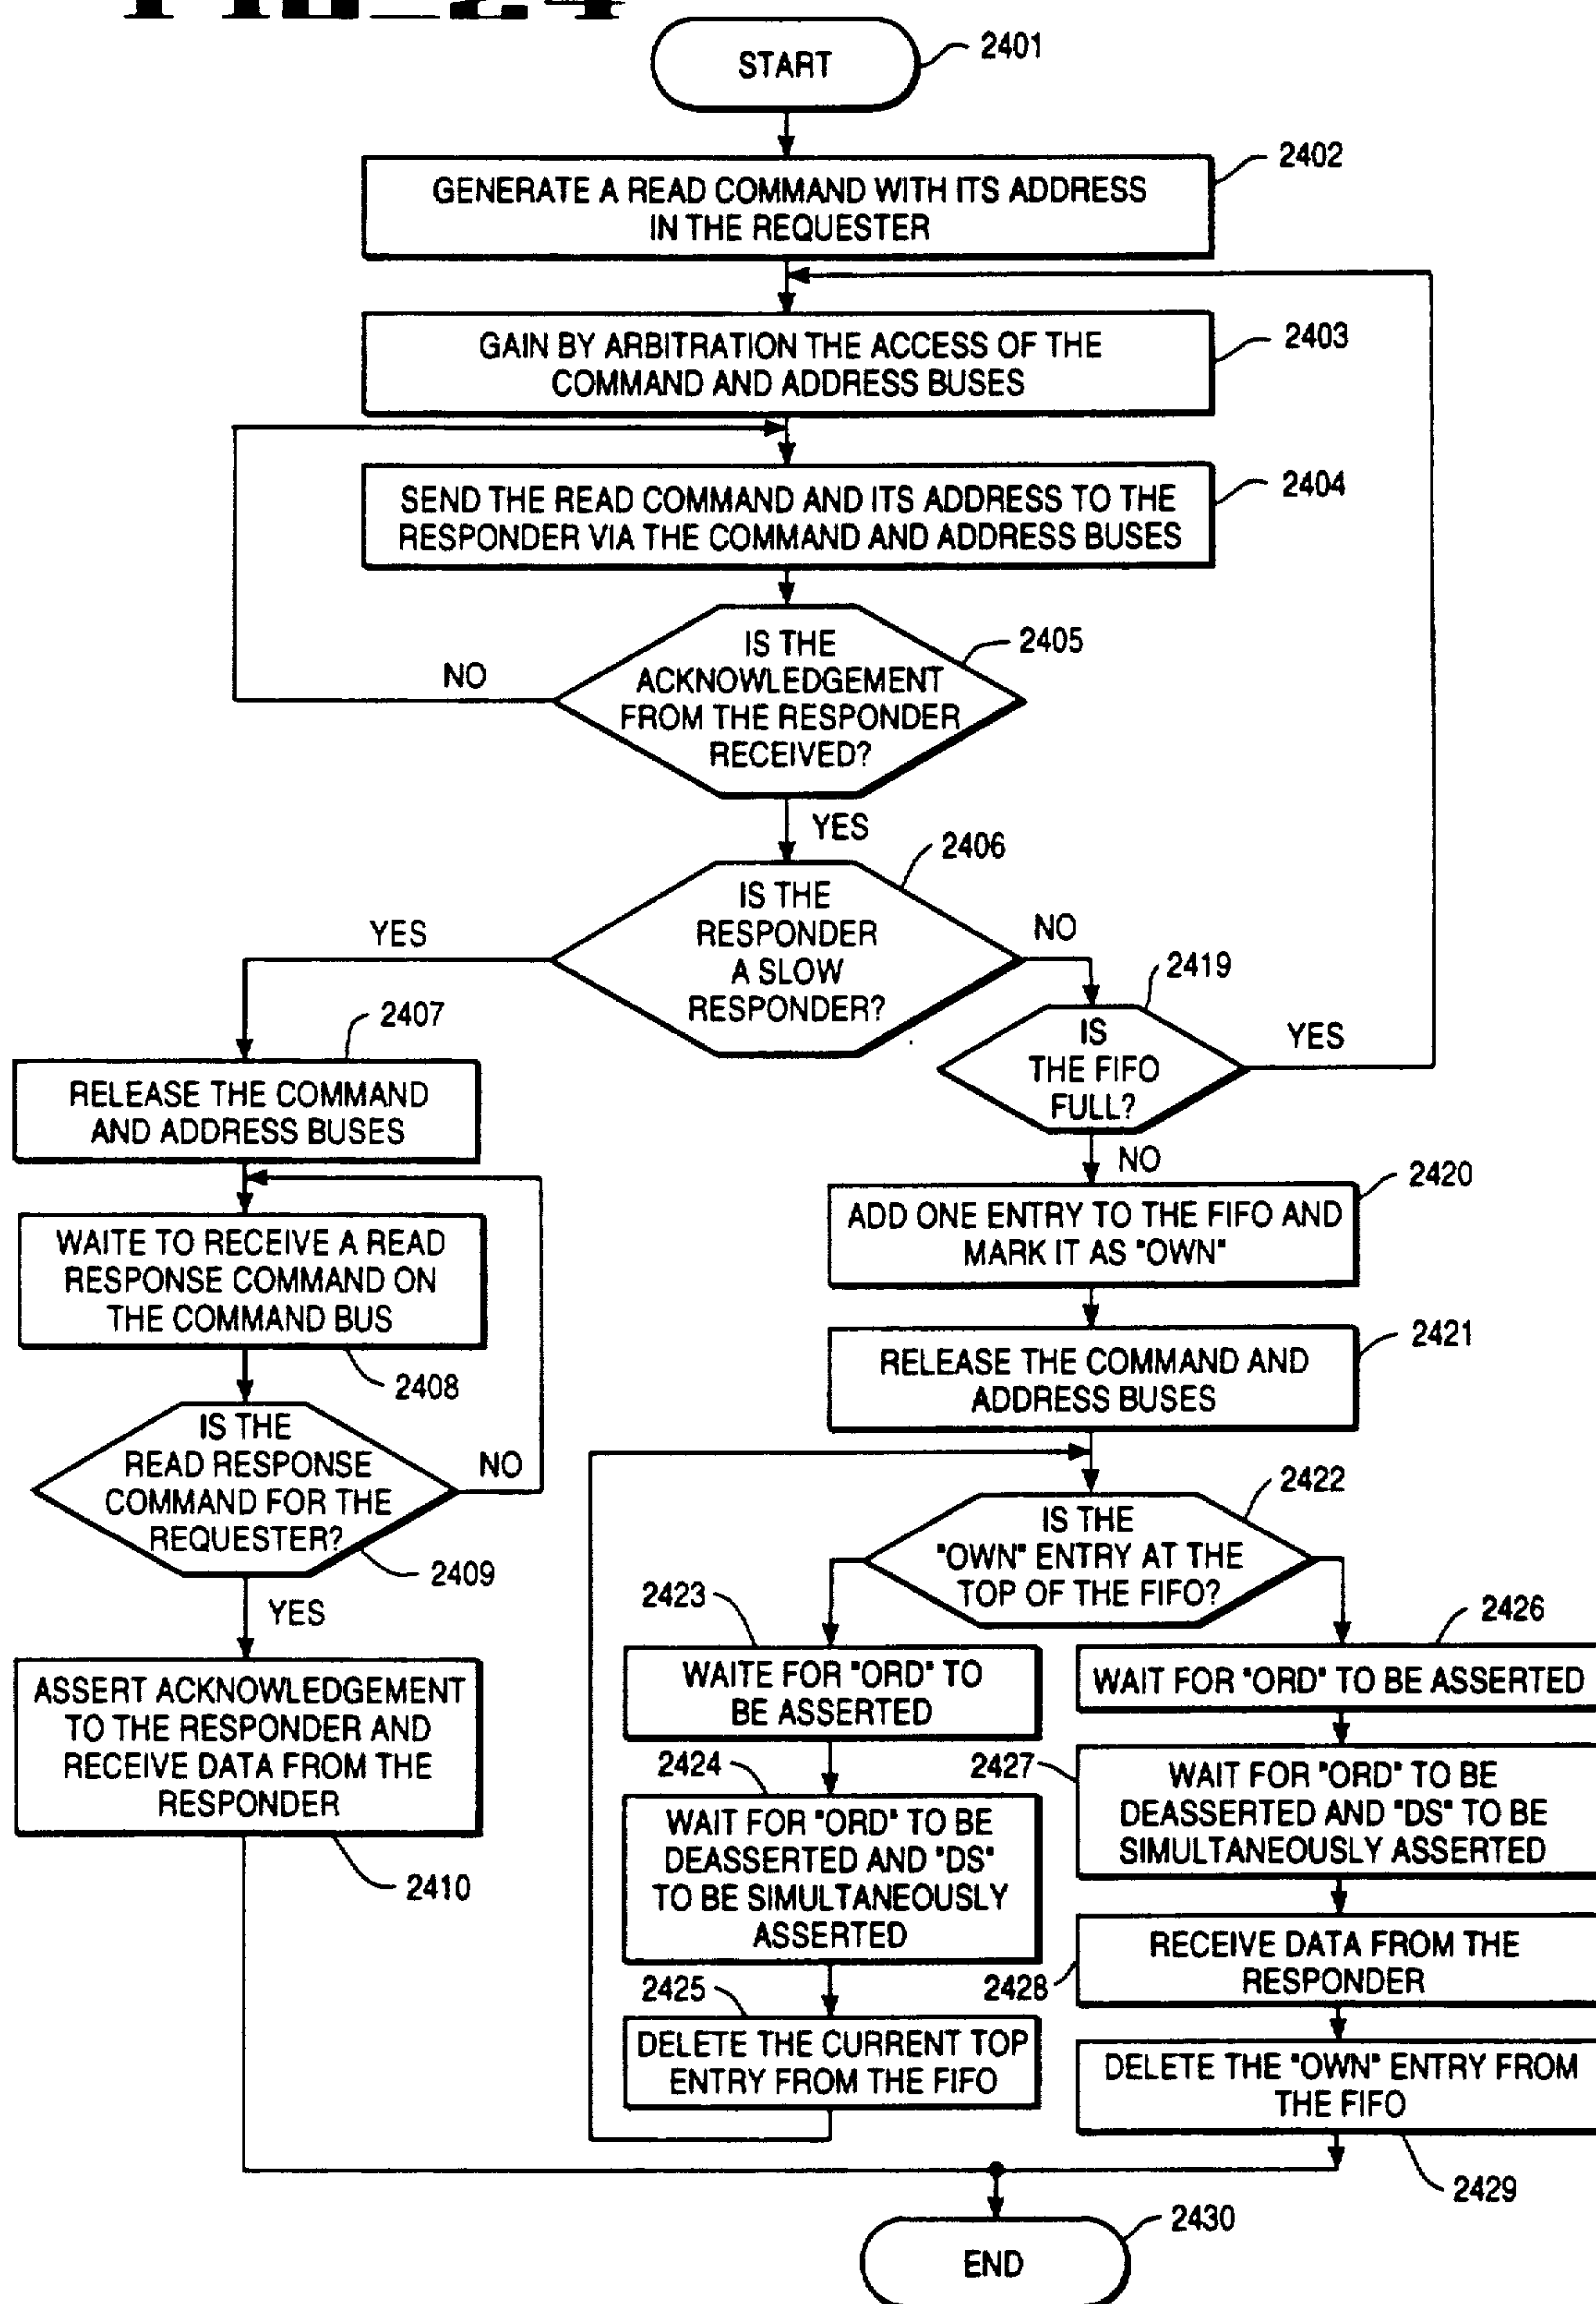 FIG_24
START
2401
2402
GENERATE A READ COMMAND WITH ITS ADDRESS
IN THE REQUESTER
2403
GAIN BY ARBITRATION THE ACCESS OF THE
COMMAND AND ADDRESS BUSES
2404
SEND THE READ COMMAND AND ITS ADDRESS TO THE
RESPONDER VIA THE COMMAND AND ADDRESS BUSES
2405
IS THE
ACKNOWLEDGEMENT
FROM THE RESPONDER
RECEIVED?
NO
YES
2406
IS THE
RESPONDER
A SLOW
RESPONDER?
YES
NO
2407
RELEASE THE COMMAND
AND ADDRESS BUSES
WAITE TO RECEIVE A READ
RESPONSE COMMAND ON
THE COMMAND BUS
2408
IS THE
READ RESPONSE
COMMAND FOR THE
REQUESTER?
NO
2409
YES
ASSERT ACKNOWLEDGEMENT
TO THE RESPONDER AND
RECEIVE DATA FROM THE
RESPONDER
2410
2419
IS
THE FIFO
FULL?
YES
NO
2420
ADD ONE ENTRY TO THE FIFO AND
MARK IT AS "OWN"
2421
RELEASE THE COMMAND AND
ADDRESS BUSES
2422
IS THE
"OWN" ENTRY AT THE
TOP OF THE FIFO?
2423
WAITE FOR "ORD" TO
BE ASSERTED
2424
WAIT FOR "ORD" TO BE
DEASSERTED AND "DS"
TO BE SIMULTANEOUSLY
ASSERTED
2425
DELETE THE CURRENT TOP
ENTRY FROM THE FIFO
2426
WAIT FOR "ORD" TO BE ASSERTED
2427
WAIT FOR "ORD" TO BE
DEASSERTED AND "DS" TO BE
SIMULTANEOUSLY ASSERTED
2428
RECEIVE DATA FROM THE
RESPONDER
DELETE THE "OWN" ENTRY FROM
THE FIFO
2429
2430
END